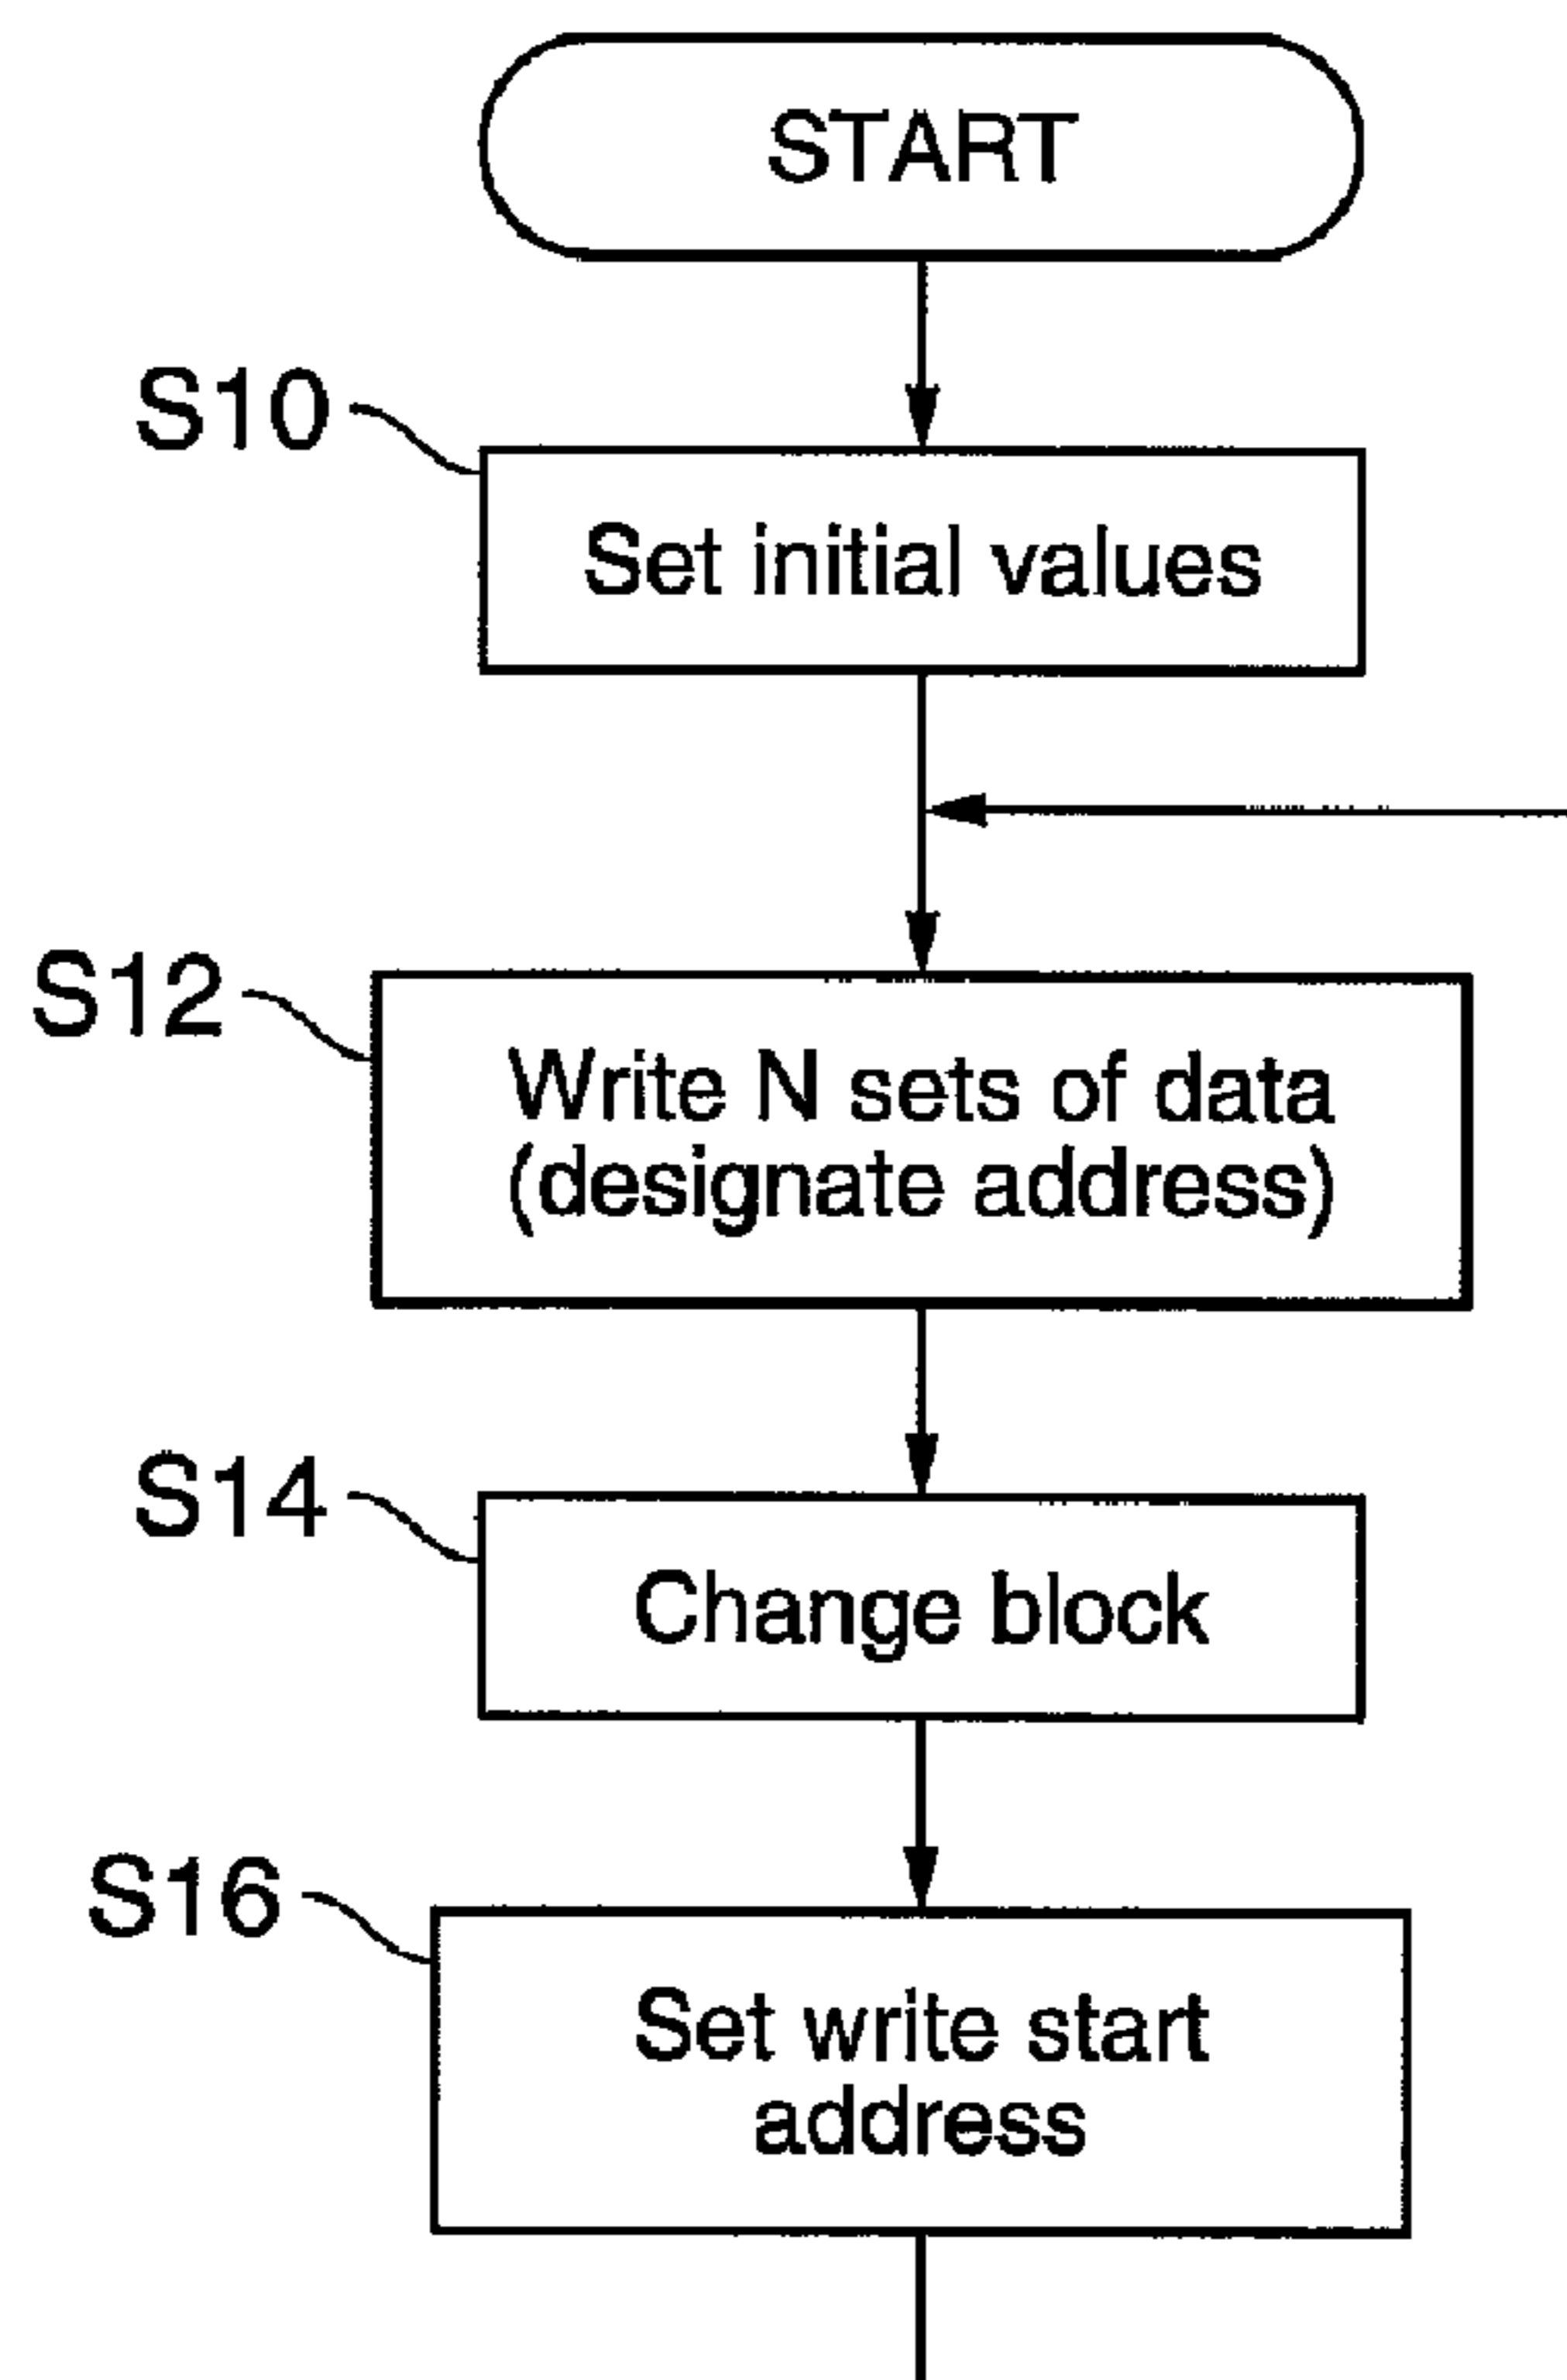 START
S10
Set initial values
S12
Write N sets of data
(designate address)
S14
Change block
S16
Set write start
address